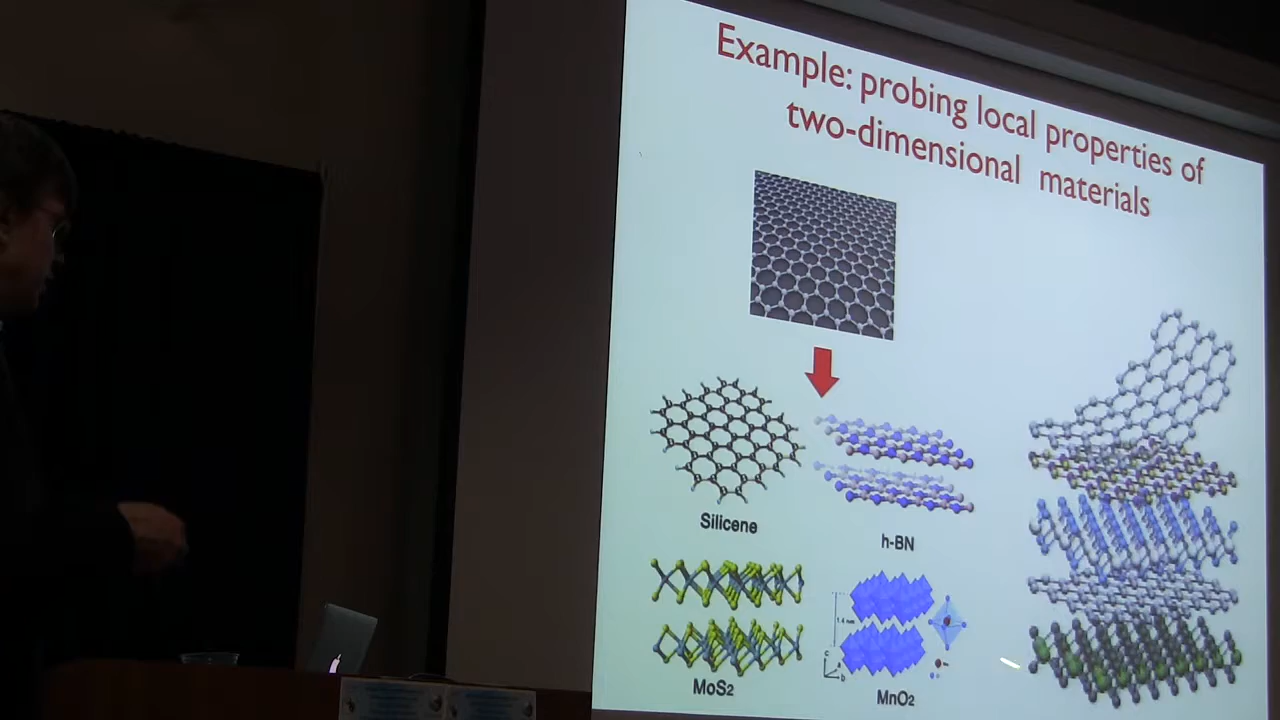 Example: probing local properties of
two-dimensional materials
Silicene
h-BN
MoS2
MnO2